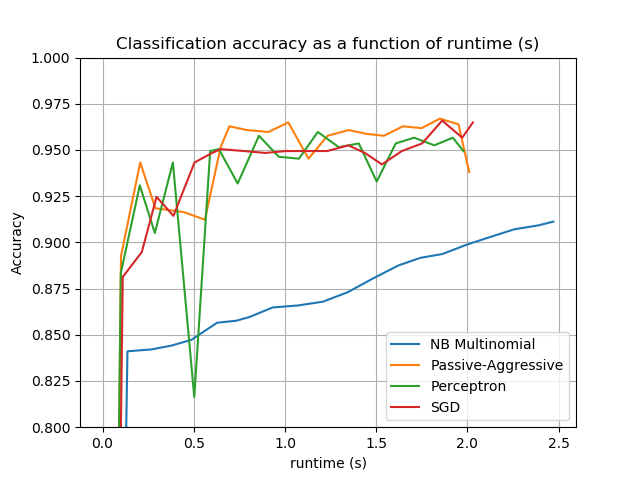 Classification accuracy as a function of runtime (s)
1.000
0.975
0.950
0.925
0.900
0.875
0.850
0.825
0.800
Accuracy
NB Multinomial
Passive-Aggressive
Perceptron
SGD
0.0 0.5 1.0 1.5 2.0 2.5
runtime (s)